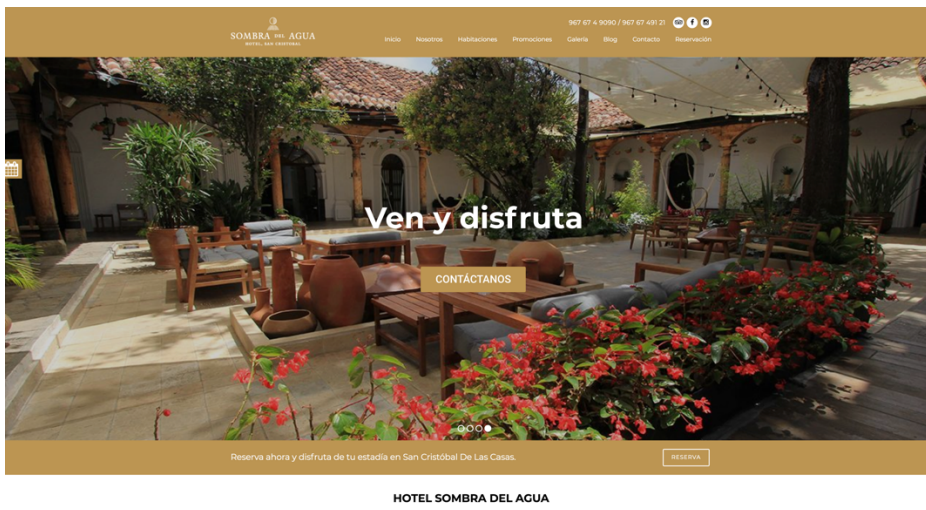 967 67 4 9090 / 967 67 491 21
SOMBRA DEL AGUA
HOTEL, SAN CRISTÓBAL
Inicio Nosotros Habitaciones Promociones Galería Blog Contacto Reservación
Ven y disfruta
CONTÁCTANOS
Reserva ahora y disfruta de tu estadía en San Cristóbal De Las Casas.
RESERVA
HOTEL SOMBRA DEL AGUA